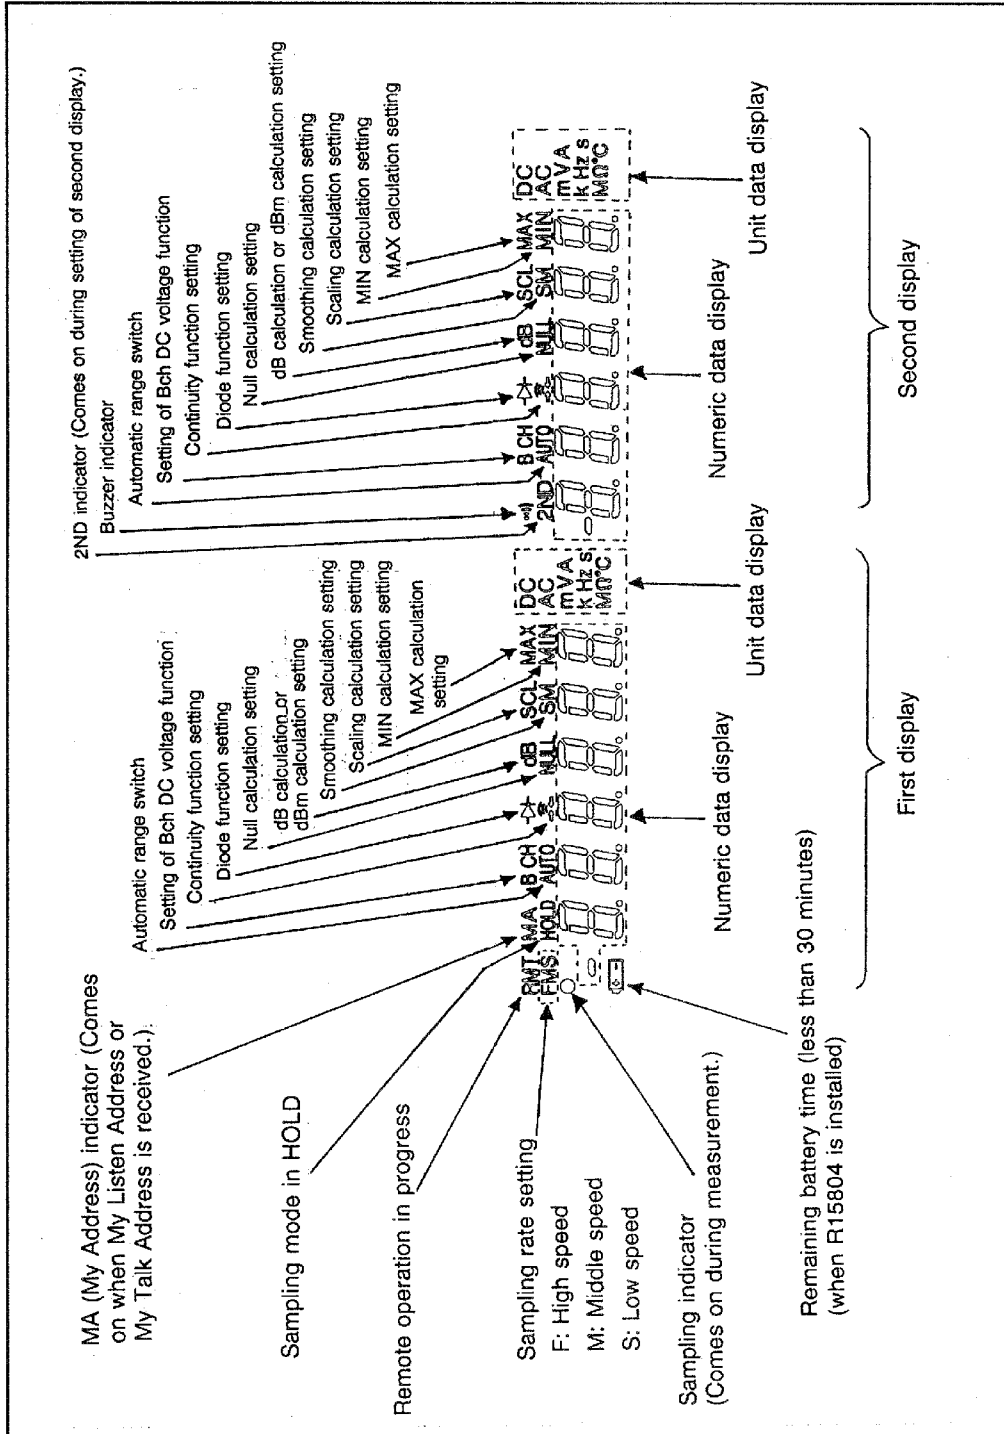 MA (My Address) indicator (Comes
on when My Listen Address or
My Talk Address is received.)
Sampling mode in HOLD
Remote operation in progress
Sampling rate setting
F: High speed
M: Middle speed
S: Low speed
Sampling indicator
(Comes on during measurement.)
Remaining battery time (less than 30 minutes)
(when R15804 is installed)
Automatic range switch
Setting of Bch DC voltage function
Continuity function setting
Diode function setting
Null calculation setting
dB calculation or
dBm calculation setting
Smoothing calculation setting
Scaling calculation setting
MIN calculation setting
MAX calculation
setting
RMT MA B CH dB SCL MAX
FMS HOLD AUTO NULL SM MIN
DC
AC
mVA
k Hz s
MΩ°C
Numeric data display
Unit data display
First display
2ND indicator (Comes on during setting of second display.)
Buzzer indicator
Automatic range switch
Setting of Bch DC voltage function
Continuity function setting
Diode function setting
Null calculation setting
dB calculation or dBm calculation setting
Smoothing calculation setting
Scaling calculation setting
MIN calculation setting
MAX calculation setting
B CH dB SCL MAX
2ND AUTO NULL SM MIN
DC
AC
mVA
k Hz s
MΩ°C
Numeric data display
Unit data display
Second display